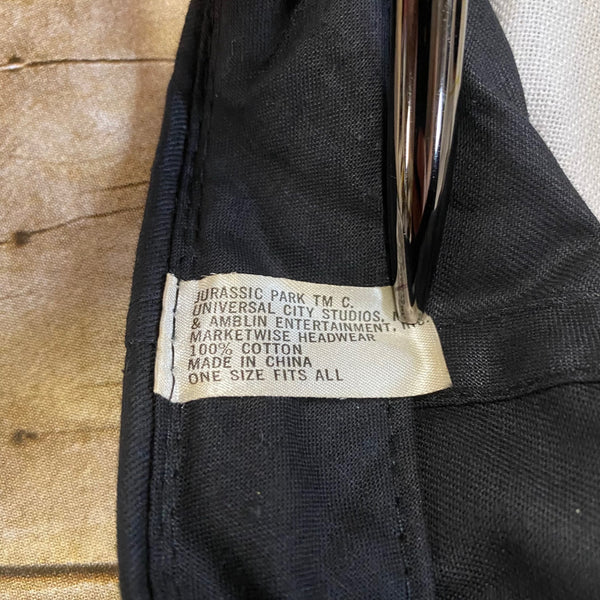 JURASSIC PARK TM C.
UNIVERSAL CITY STUDIOS,
& AMBLIN ENTERTAINMENT, INC.
MARKETWISE HEADWEAR
100% COTTON
MADE IN CHINA
ONE SIZE FITS ALL